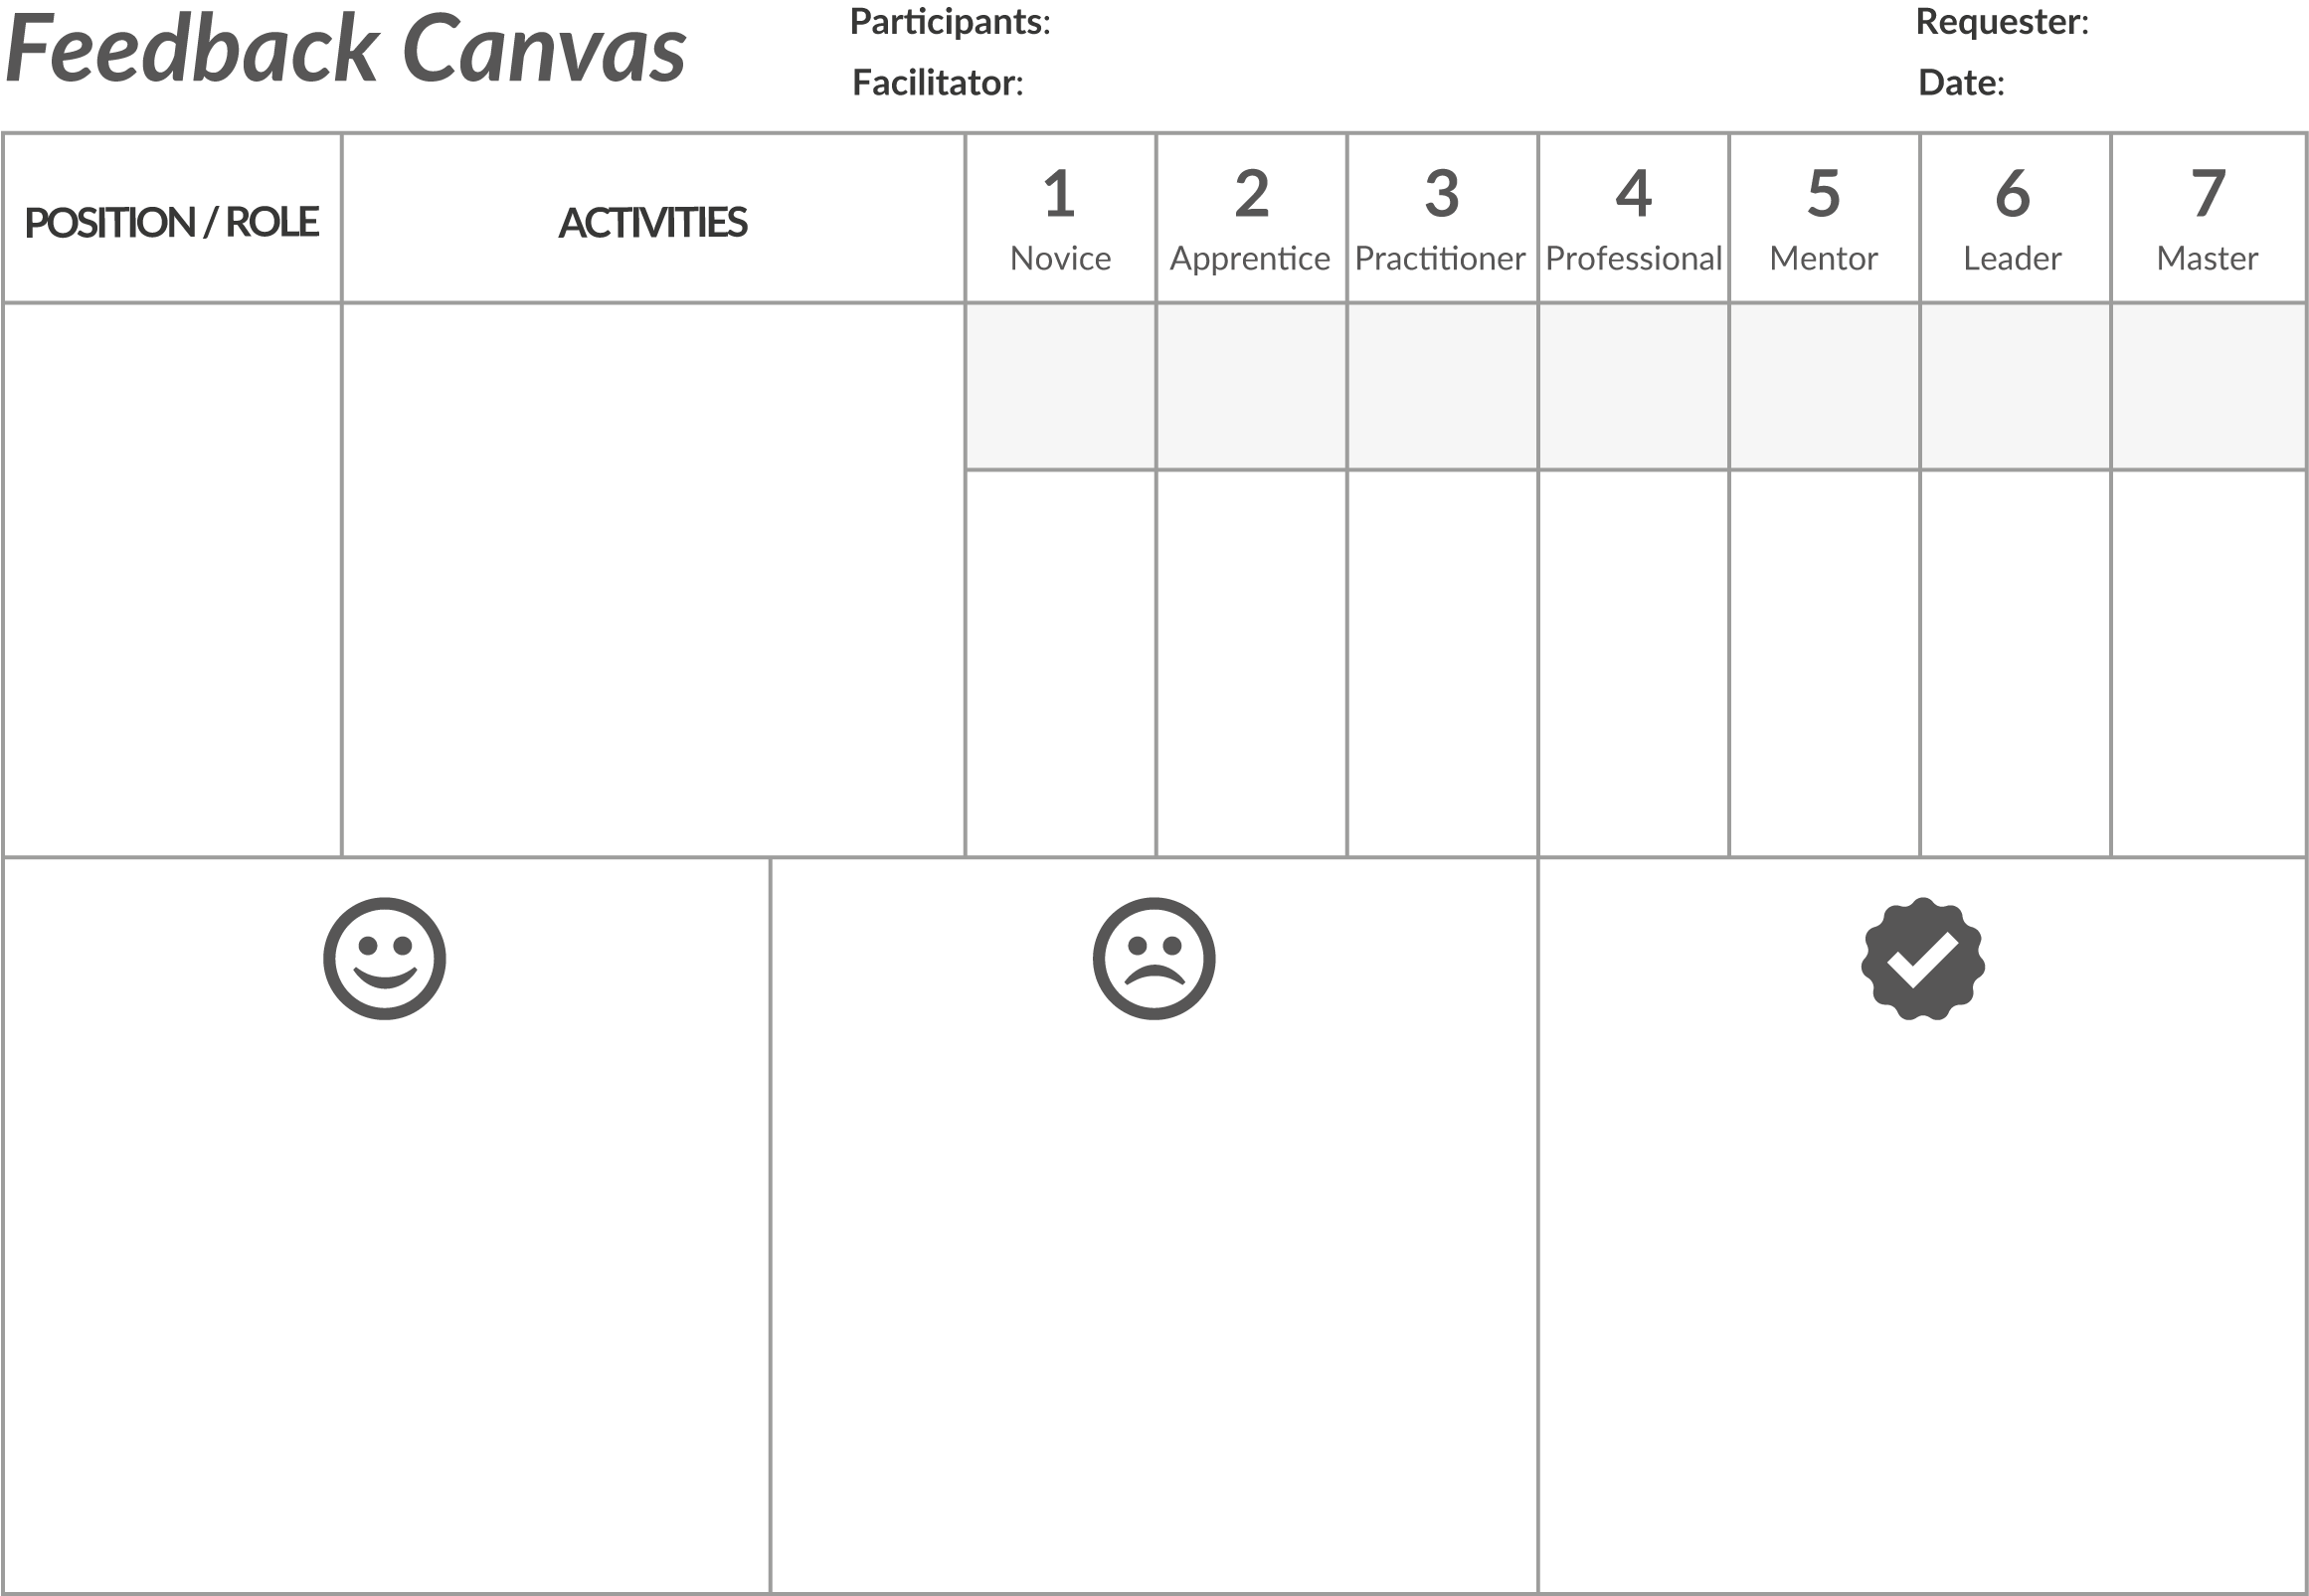 Feedback Canvas
Participants:
Requester:
Facilitator:
Date:
POSITION / ROLE
ACTIVITIES
1
Novice
2
Apprentice
3
Practitioner
4
Professional
5
Mentor
6
Leader
7
Master